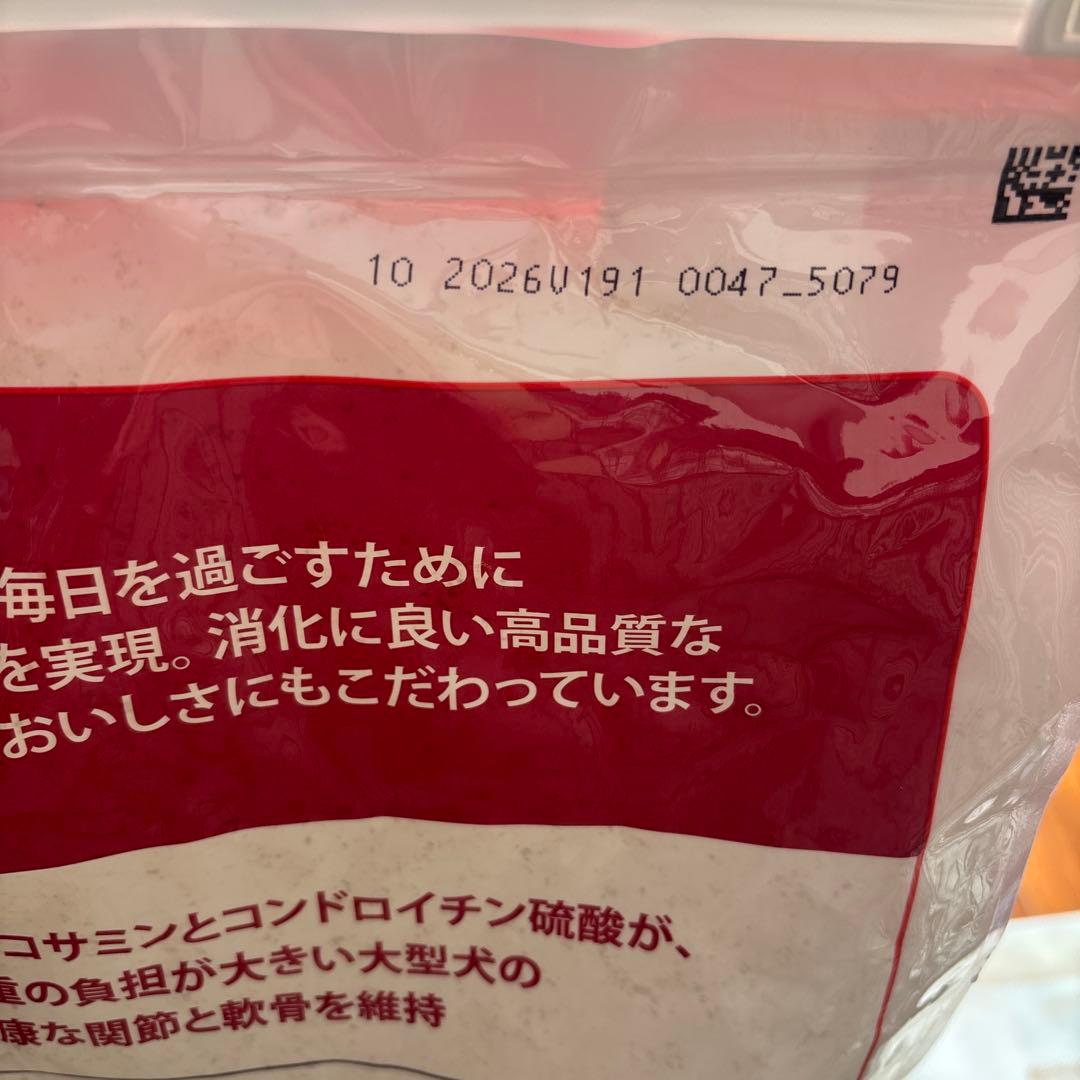 10 2026V191 0047_5079
毎日を過ごすために
を実現。消化に良い高品質な
おいしさにもこだわっています。
コサミンとコンドロイチン硫酸が、
重の負担が大きい大型犬の
康な関節と軟骨を維持